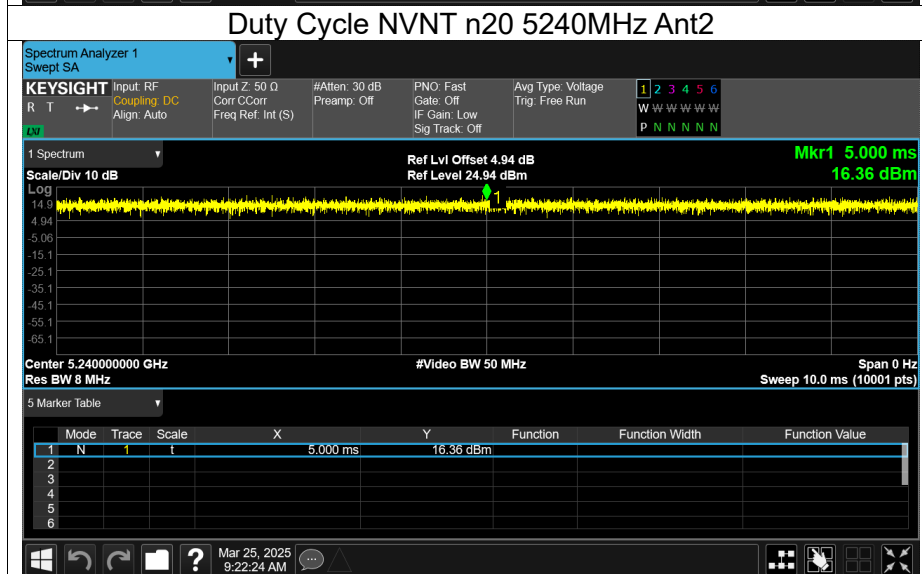 Duty Cycle NVNT n20 5240MHz Ant2
Spectrum Analyzer 1
Swept SA
+
KEYSIGHT
R T
LXI
Input: RF
Coupling: DC
Align: Auto
Input Z: 50 Ω
Corr CCorr
Freq Ref: Int (S)
#Atten: 30 dB
Preamp: Off
PNO: Fast
Gate: Off
IF Gain: Low
Sig Track: Off
Avg Type: Voltage
Trig: Free Run
1 2 3 4 5 6
W W W W W W
P N N N N N
1 Spectrum
Scale/Div 10 dB
Ref Lvl Offset 4.94 dB
Ref Level 24.94 dBm
Mkr1 5.000 ms
16.36 dBm
Log
14.9
4.94
-5.06
-15.1
-25.1
-35.1
-45.1
-55.1
-65.1
1
Center 5.240000000 GHz
Res BW 8 MHz
#Video BW 50 MHz
Span 0 Hz
Sweep 10.0 ms (10001 pts)
5 Marker Table
Mode Trace Scale X Y Function Function Width Function Value
1 N 1 t 5.000 ms 16.36 dBm
2
3
4
5
6
?
Mar 25, 2025
9:22:24 AM